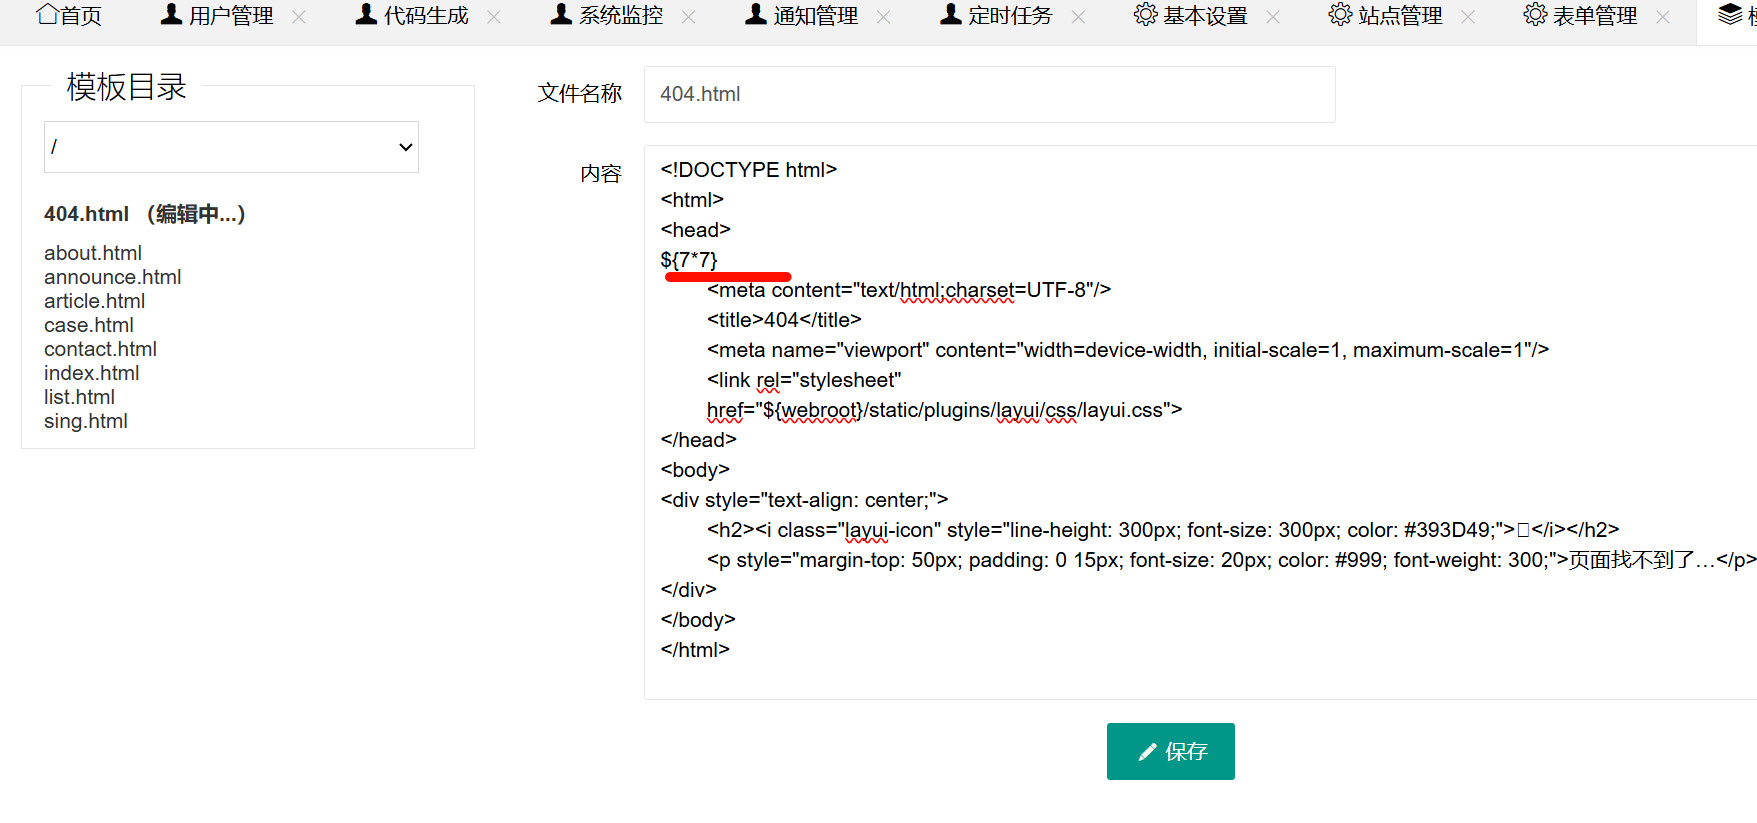 首页 用户管理 代码生成 系统监控 通知管理 定时任务 基本设置 站点管理 表单管理
模板目录
/
404.html （编辑中...）
about.html
announce.html
article.html
case.html
contact.html
index.html
list.html
sing.html
文件名称 404.html
内容
<!DOCTYPE html>
<html>
<head>
${7*7}
<meta content="text/html;charset=UTF-8"/>
<title>404</title>
<meta name="viewport" content="width=device-width, initial-scale=1, maximum-scale=1"/>
<link rel="stylesheet"
href="${webroot}/static/plugins/layui/css/layui.css">
</head>
<body>
<div style="text-align: center;">
<h2><i class="layui-icon" style="line-height: 300px; font-size: 300px; color: #393D49;"></i></h2>
<p style="margin-top: 50px; padding: 0 15px; font-size: 20px; color: #999; font-weight: 300;">页面找不到了…</p>
</div>
</body>
</html>
保存